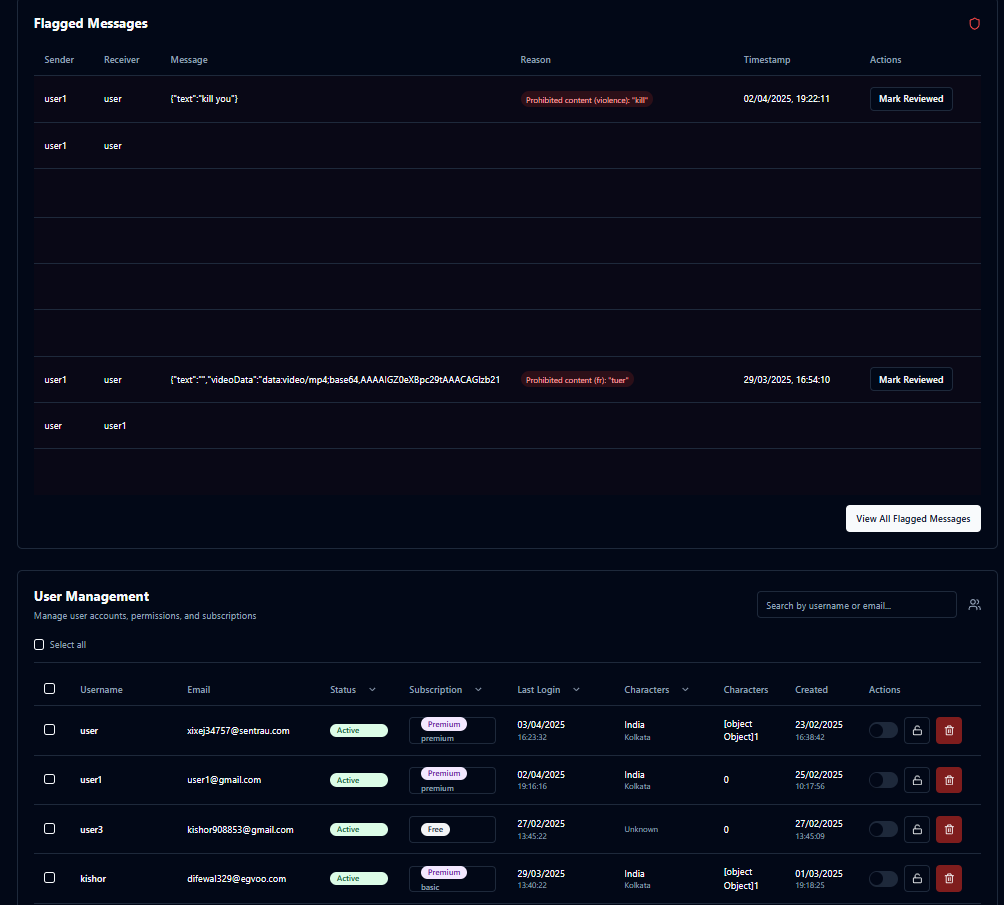 Flagged Messages
Sender Receiver Message Reason Timestamp Actions
user1 user {"text":"kill you"} Prohibited content (violence): "kill" 02/04/2025, 19:22:11 Mark Reviewed
user1 user
user1 user {"text":"","videoData":"data:video/mp4;base64,AAAAIGZ0eXBpc29tAAACAGlzb21 Prohibited content (fr): "tuer" 29/03/2025, 16:54:10 Mark Reviewed
user user1
View All Flagged Messages
User Management
Manage user accounts, permissions, and subscriptions
Search by username or email...
Select all
Username Email Status Subscription Last Login Characters Characters Created Actions
user xixej34757@sentrau.com Active Premium premium 03/04/2025 16:23:32 India Kolkata [object Object]1 23/02/2025 16:38:42
user1 user1@gmail.com Active Premium premium 02/04/2025 19:16:16 India Kolkata 0 25/02/2025 10:17:56
user3 kishor908853@gmail.com Active Free 27/02/2025 13:45:22 Unknown 0 27/02/2025 13:45:09
kishor difewal329@egvoo.com Active Premium basic 29/03/2025 13:40:22 India Kolkata [object Object]1 01/03/2025 19:18:25